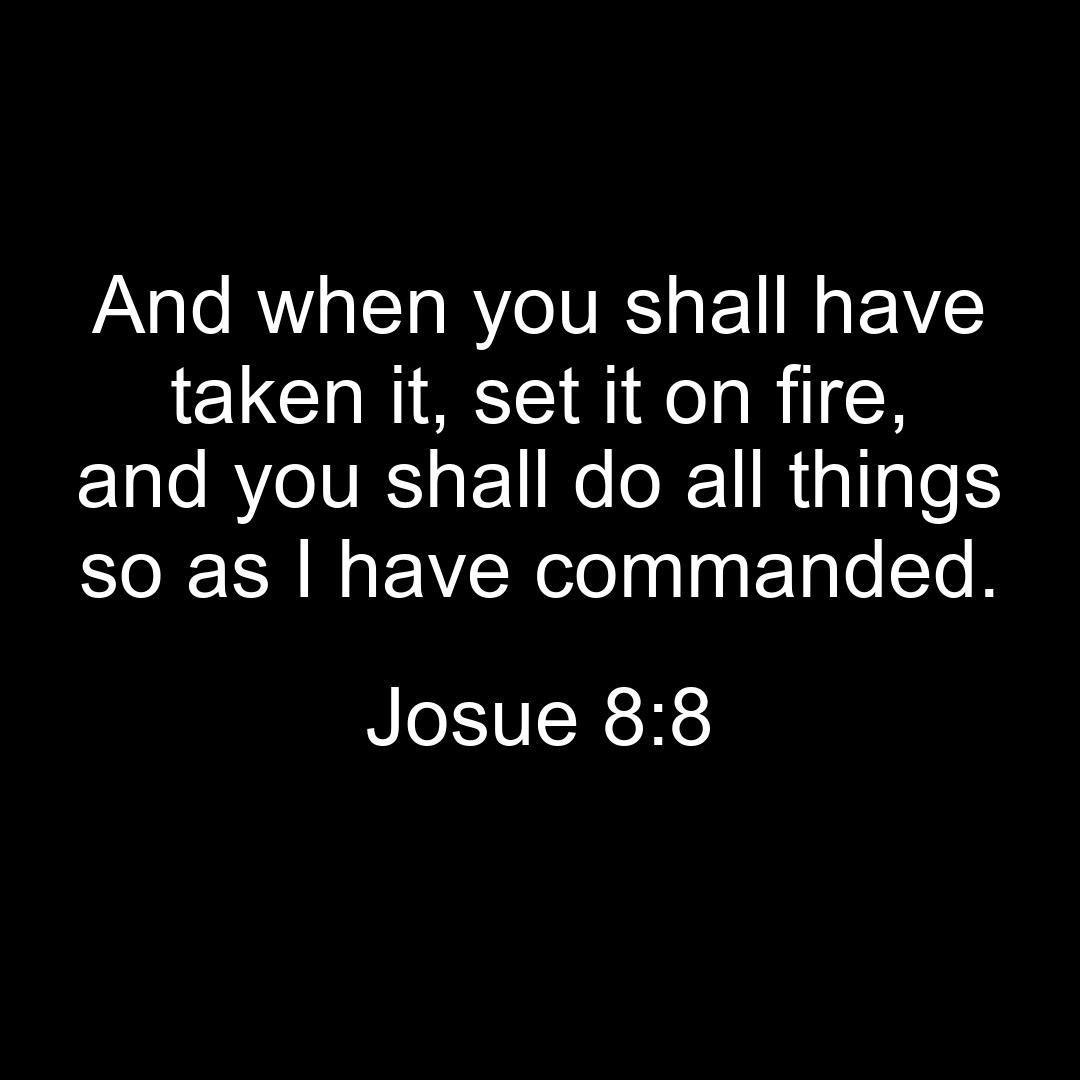 And when you shall have
taken it, set it on fire,
and you shall do all things
so as I have commanded.
Josue 8:8